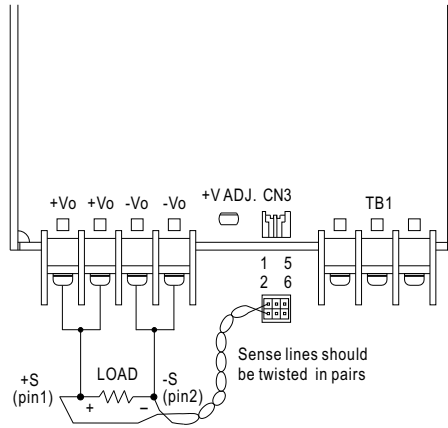 +Vo +Vo -Vo -Vo +V ADJ. CN3 TB1
1 5
2 6
Sense lines should
be twisted in pairs
+S
(pin1)
LOAD
+ −
-S
(pin2)